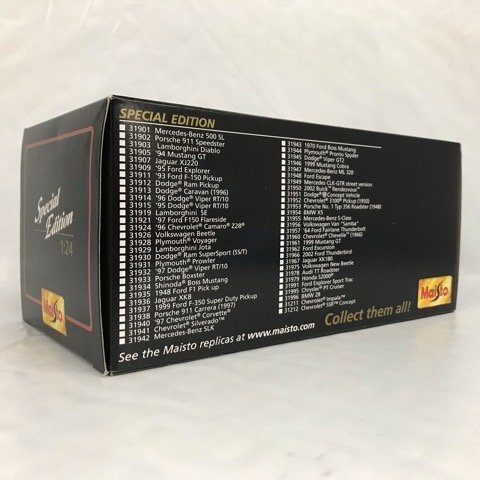 Special
Edition
1:24
Maisto
SPECIAL EDITION
31901 Mercedes-Benz 500 SL
31902 Porsche 911 Speedster
31903 Lamborghini Diablo
31905 '94 Mustang GT
31907 Jaguar XJ220
31909 '95 Ford Explorer
31911 '93 Ford F-150 Pickup
31912 Dodge® Ram Pickup
31913 Dodge® Caravan (1996)
31914 '96 Dodge® Viper RT/10
31915 '95 Dodge® Viper RT/10
31919 Lamborghini SE
31921 '97 Ford F150 Flareside
31924 '96 Chevrolet® Camaro® Z28®
31926 Volkswagen Beetle
31928 Plymouth® Voyager
31929 Lamborghini Jota
31930 Dodge® Ram SuperSport (SS/T)
31931 Plymouth® Prowler
31932 '97 Dodge® Viper RT/10
31933 Porsche Boxster
31934 Shinoda® Boss Mustang
31935 1948 Ford F1 Pick up
31936 Jaguar XK8
31937 1999 Ford F-350 Super Duty Pickup
31938 Porsche 911 Carrera (1997)
31940 '97 Chevrolet® Corvette®
31941 Chevrolet® Silverado™
31942 Mercedes-Benz SLK
31943 1970 Ford Boss Mustang
31944 Plymouth® Pronto Spyder
31945 Dodge® Viper GT2
31946 1999 Mustang Cobra
31947 Mercedes-Benz ML 320
31948 Ford Escape
31949 Mercedes CLK-GTR street version
31950 2002 Buick® Rendezvous®
31951 Dodge® Concept Vehicle
31952 Chevrolet® 3100® Pickup (1950)
31953 Porsche No. 1 Typ 356 Roadster (1948)
31954 BMW X5
31955 Mercedes-Benz S-Class
31956 Volkswagen Van "Samba"
31957 '64 Ford Fairlane Thunderbolt
31960 Chevrolet® Chevelle™ (1966)
31961 1999 Mustang GT
31962 Ford Excursion
31966 2002 Ford Thunderbird
31967 Jaguar XK180
31975 Volkswagen New Beetle
31978 Audi TT Roadster
31979 Honda S2000®
31991 Ford Explorer Sport Trac
31995 Chrysler® PT Cruiser
31996 BMW Z8
31211 Chevrolet® Impala™
31212 Chevrolet® SSR™ Concept
Maisto
See the Maisto replicas at www.maisto.com
Collect them all!